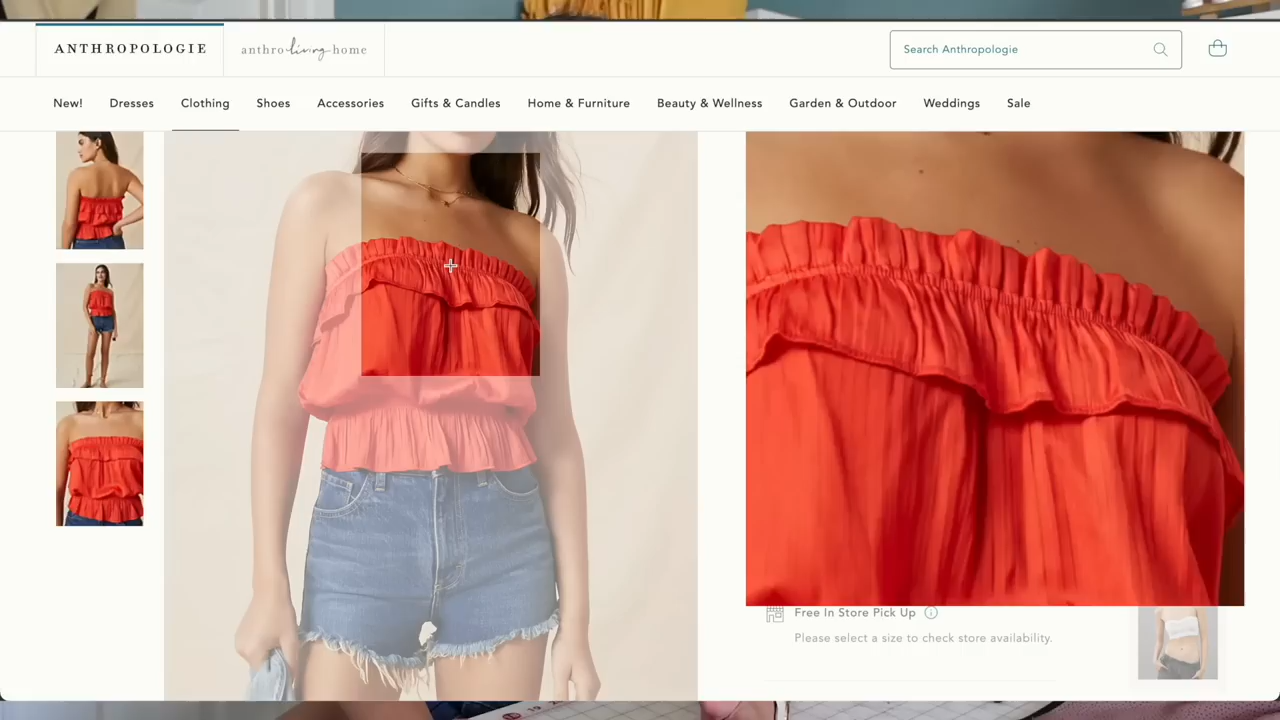 ANTHROPOLOGIE
anthroliving home
Search Anthropologie
New! Dresses Clothing Shoes Accessories Gifts & Candles Home & Furniture Beauty & Wellness Garden & Outdoor Weddings Sale
Free In Store Pick Up
Please select a size to check store availability.